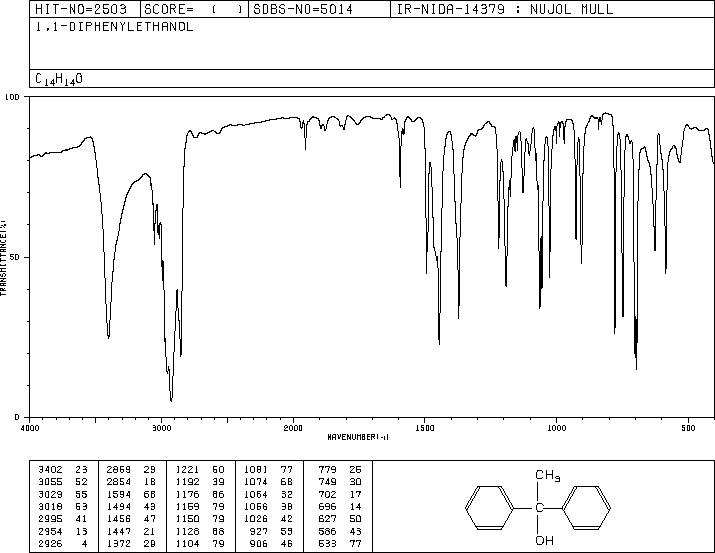 HIT-NO=2503 SCORE= ( ) SDBS-NO=5014 IR-NIDA-14379 : NUJOL MULL
1,1-DIPHENYLETHANOL
C14H14O
100
50
0
TRANSMITTANCE(%)
4000 3000 2000 1500 1000 500
WAVENUMBER(-1)
3402 23 2869 29 1221 50 1081 77 779 25
3055 52 2854 18 1192 39 1074 68 749 30
3029 55 1594 68 1176 86 1064 32 702 17
3018 53 1494 43 1169 79 1056 38 696 14
2995 41 1456 47 1150 79 1026 42 627 50
2954 13 1447 21 1128 68 927 53 586 43
2926 4 1372 29 1104 79 906 46 533 77
CH3
C
OH